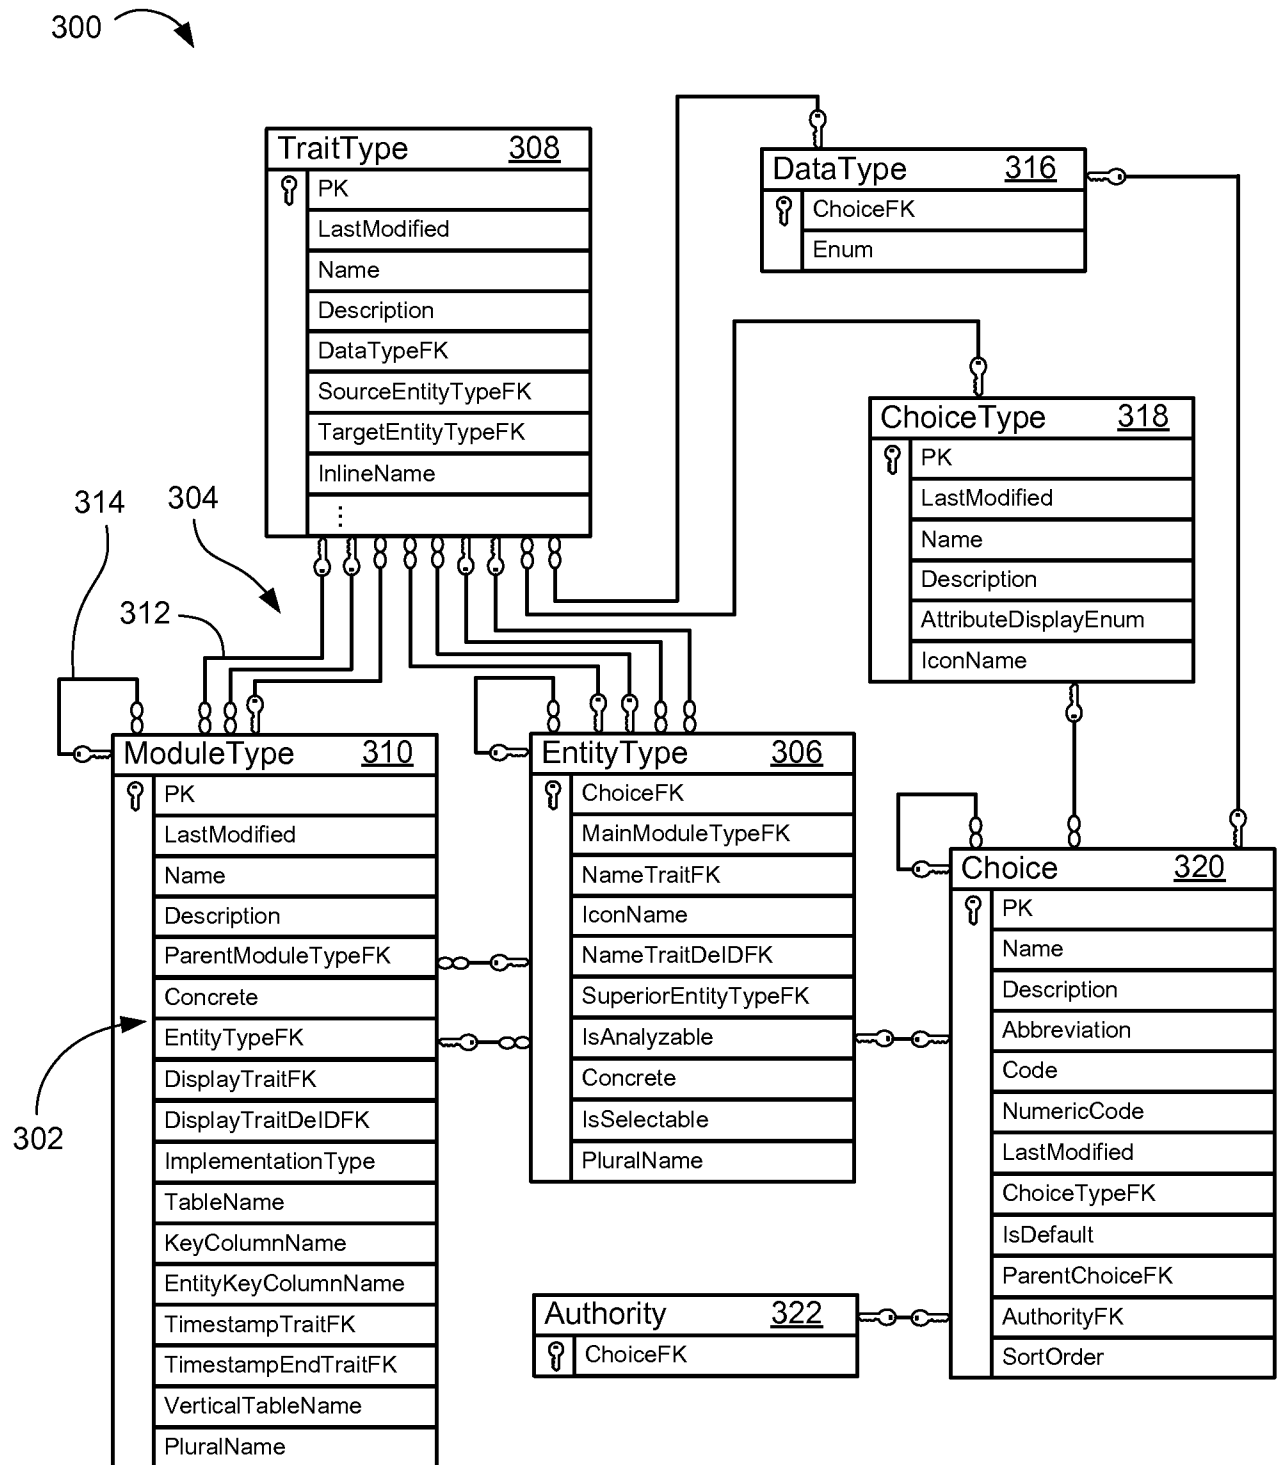 300
TraitType 308
PK
LastModified
Name
Description
DataTypeFK
SourceEntityTypeFK
TargetEntityTypeFK
InlineName
⋮
DataType 316
ChoiceFK
Enum
ChoiceType 318
PK
LastModified
Name
Description
AttributeDisplayEnum
IconName
314
304
312
ModuleType 310
PK
LastModified
Name
Description
ParentModuleTypeFK
Concrete
EntityTypeFK
DisplayTraitFK
DisplayTraitDeIDFK
ImplementationType
TableName
KeyColumnName
EntityKeyColumnName
TimestampTraitFK
TimestampEndTraitFK
VerticalTableName
PluralName
302
EntityType 306
ChoiceFK
MainModuleTypeFK
NameTraitFK
IconName
NameTraitDeIDFK
SuperiorEntityTypeFK
IsAnalyzable
Concrete
IsSelectable
PluralName
Choice 320
PK
Name
Description
Abbreviation
Code
NumericCode
LastModified
ChoiceTypeFK
IsDefault
ParentChoiceFK
AuthorityFK
SortOrder
Authority 322
ChoiceFK